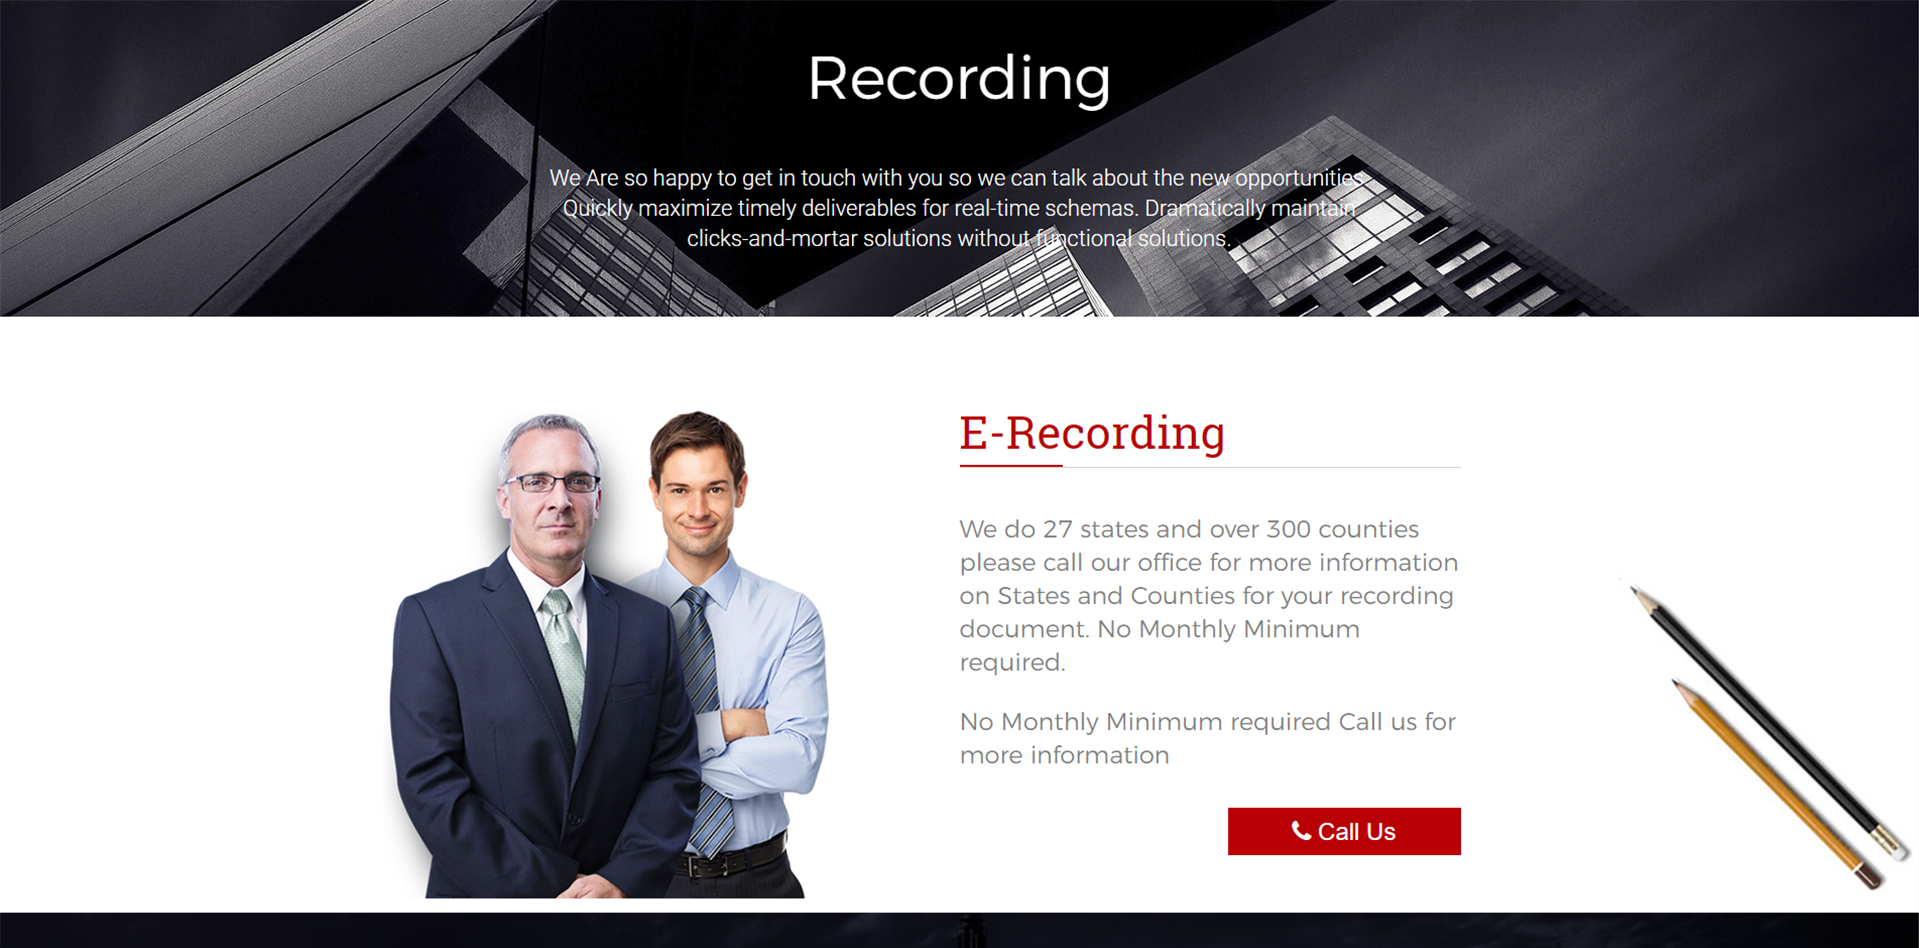 Recording
We Are so happy to get in touch with you so we can talk about the new opportunities.
Quickly maximize timely deliverables for real-time schemas. Dramatically maintain
clicks-and-mortar solutions without functional solutions.
E-Recording
We do 27 states and over 300 counties
please call our office for more information
on States and Counties for your recording
document. No Monthly Minimum
required.
No Monthly Minimum required Call us for
more information
Call Us